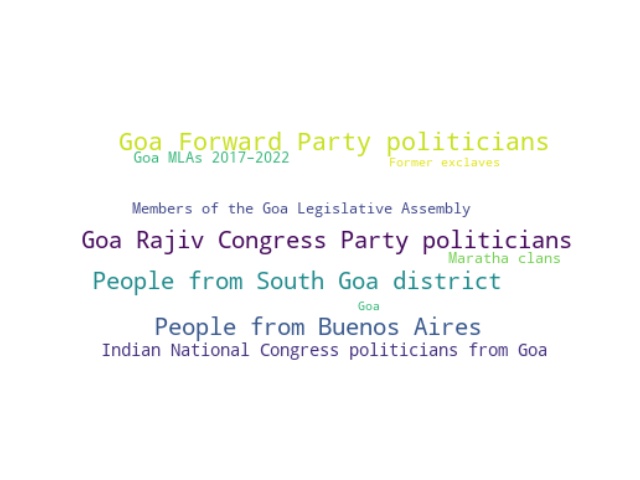 Goa Forward Party politicians
Goa MLAs 2017-2022
Former exclaves
Members of the Goa Legislative Assembly
Goa Rajiv Congress Party politicians
Maratha clans
People from South Goa district
Goa
People from Buenos Aires
Indian National Congress politicians from Goa